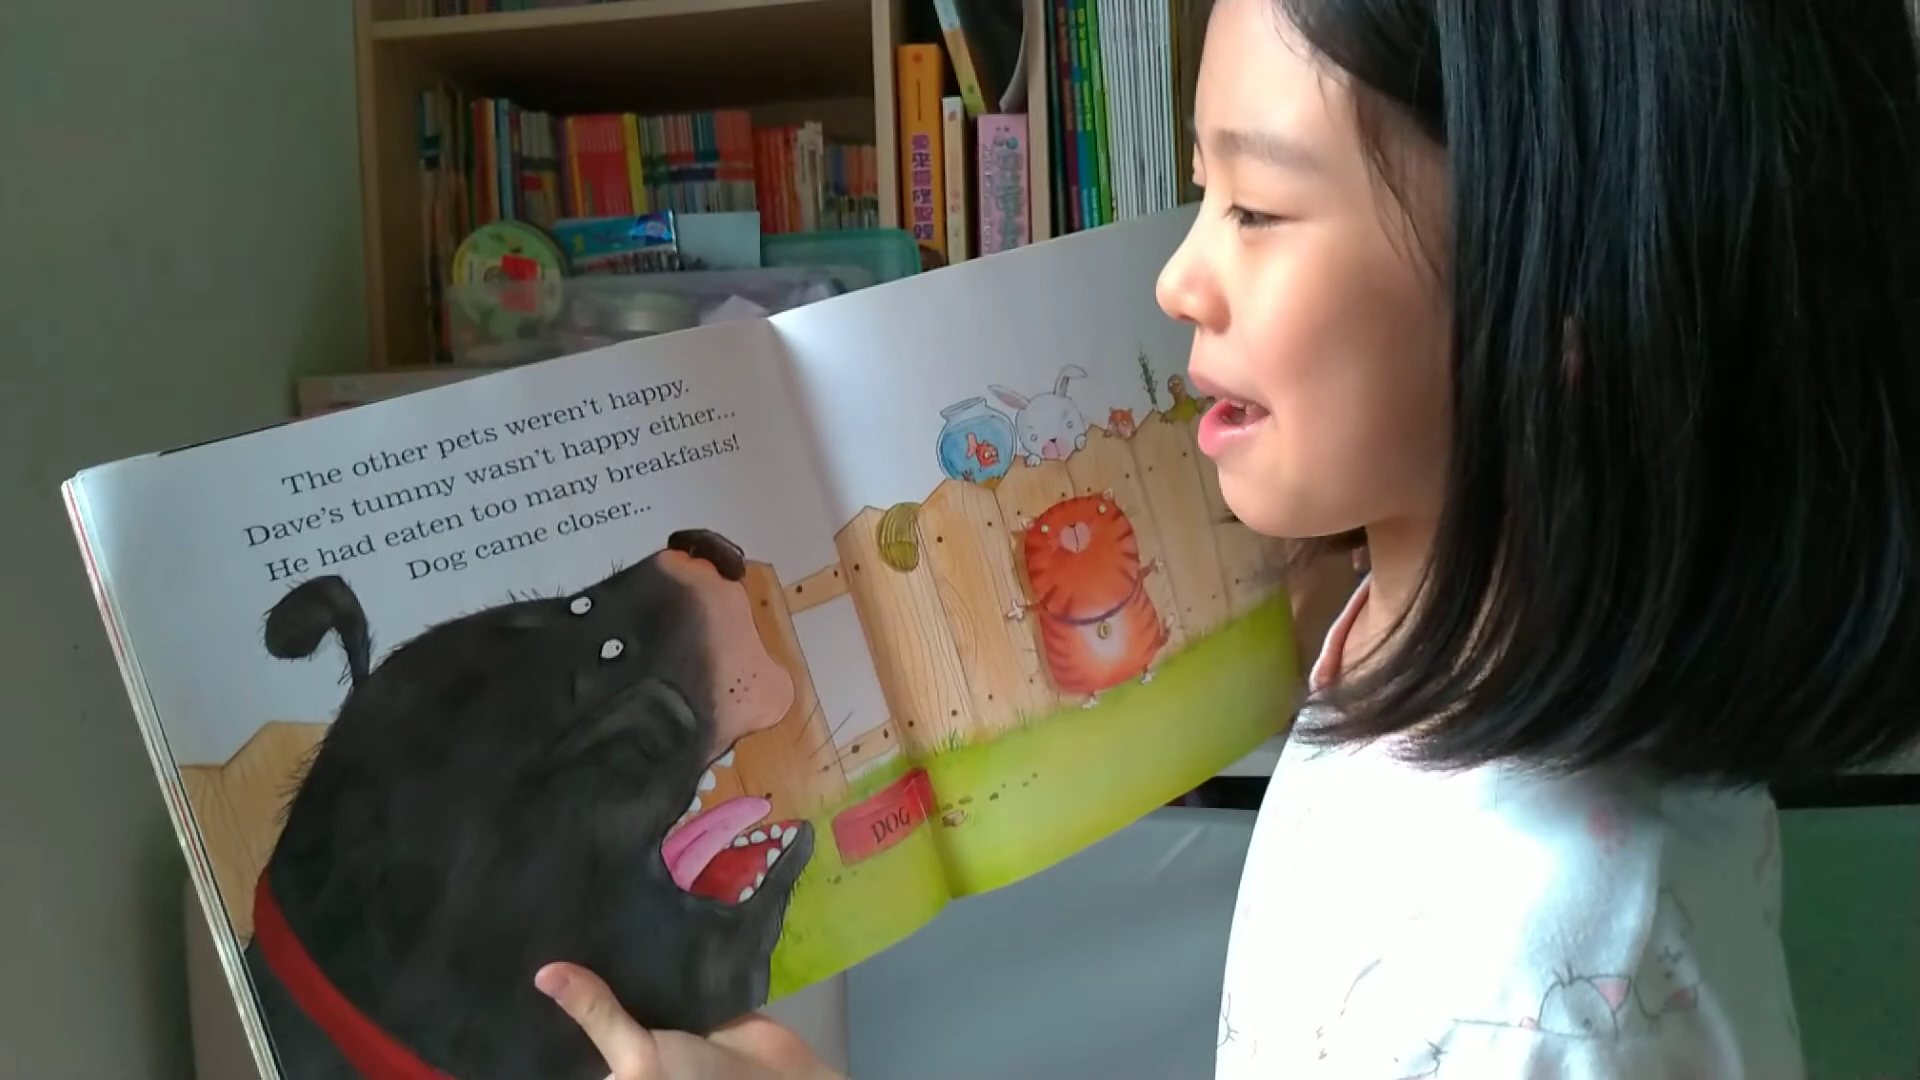 The other pets weren't happy.
Dave's tummy wasn't happy either...
He had eaten too many breakfasts!
Dog came closer...
DOG